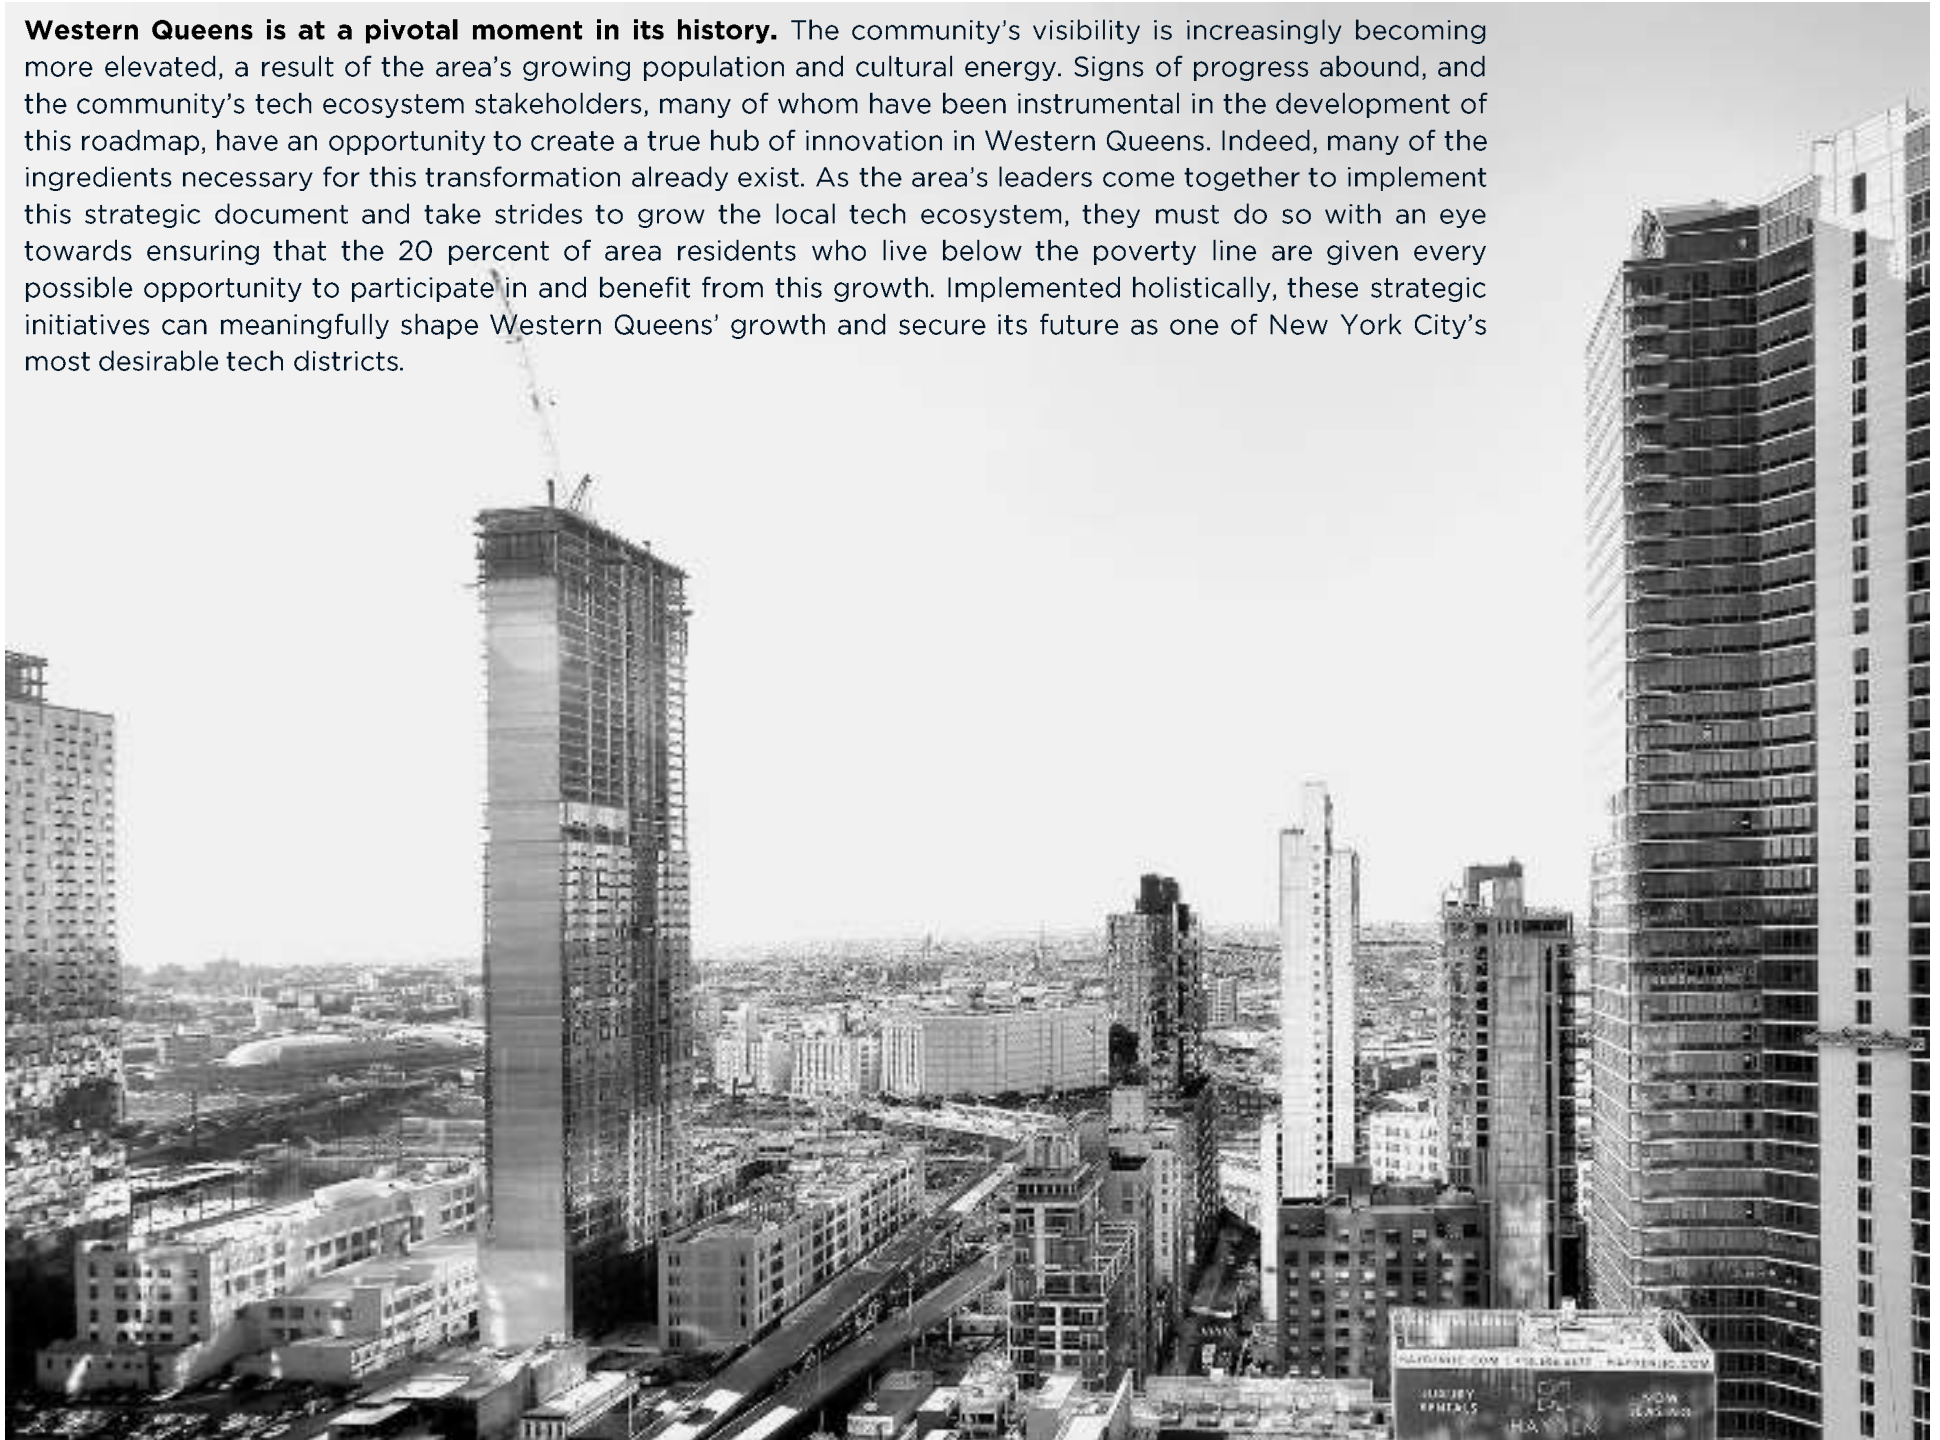 Western Queens is at a pivotal moment in its history. The community’s visibility is increasingly becoming
more elevated, a result of the area’s growing population and cultural energy. Signs of progress abound, and
the community’s tech ecosystem stakeholders, many of whom have been instrumental in the development of
this roadmap, have an opportunity to create a true hub of innovation in Western Queens. Indeed, many of the
ingredients necessary for this transformation already exist. As the area’s leaders come together to implement
this strategic document and take strides to grow the local tech ecosystem, they must do so with an eye
towards ensuring that the 20 percent of area residents who live below the poverty line are given every
possible opportunity to participate in and benefit from this growth. Implemented holistically, these strategic
initiatives can meaningfully shape Western Queens’ growth and secure its future as one of New York City’s
most desirable tech districts.
LUXURY
RENTALS
HAYDEN
NOW
LEASING